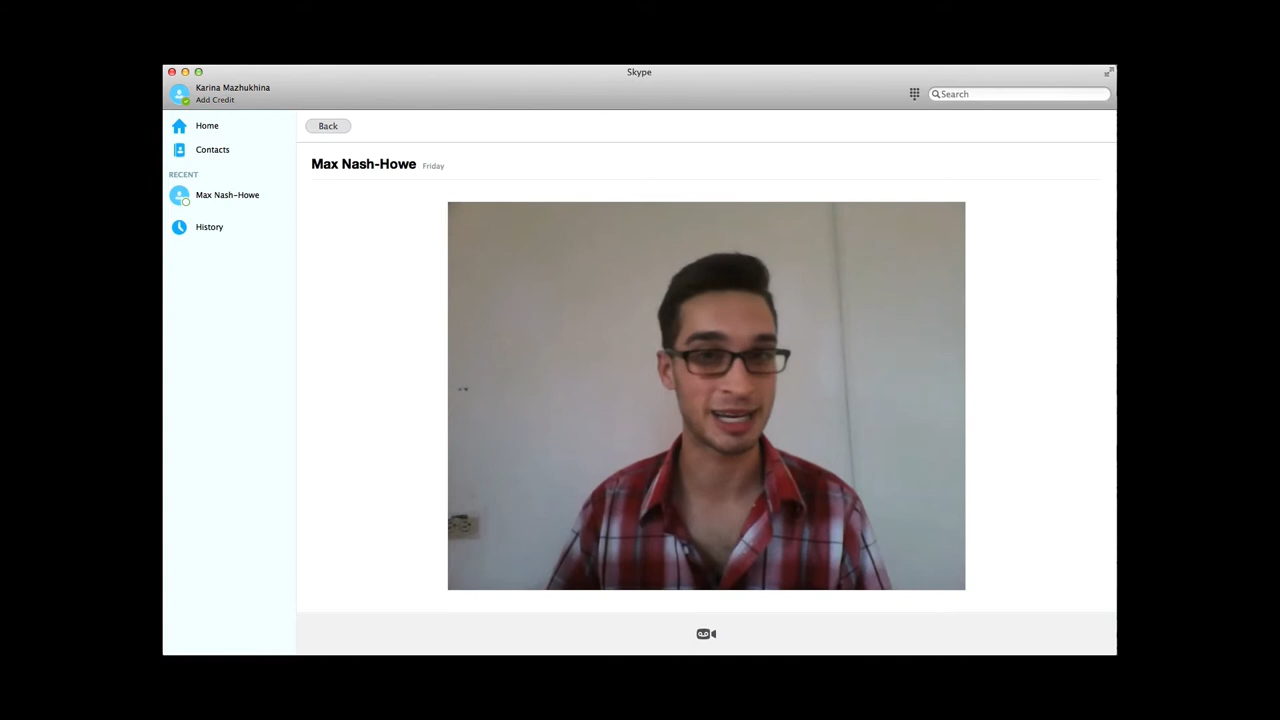 Skype
Karina Mazhukhina
Add Credit
Search
Home
Contacts
RECENT
Max Nash-Howe
History
Back
Max Nash-Howe Friday